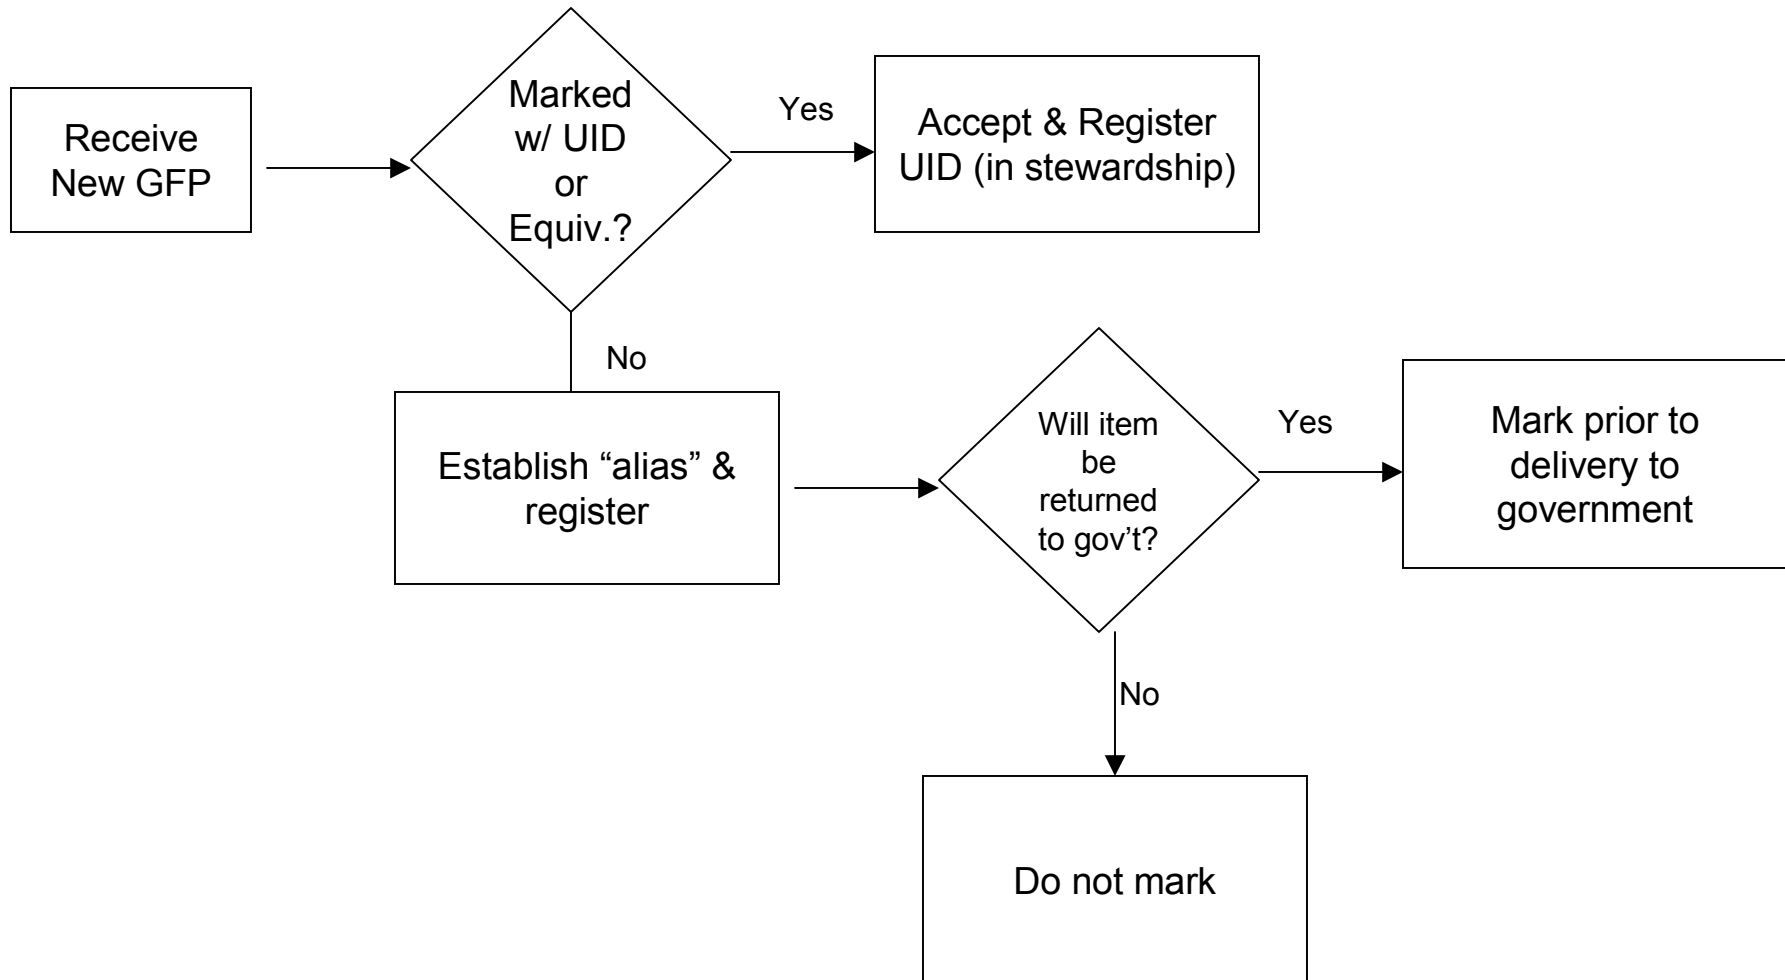 Receive
New GFP
Marked
w/ UID
or
Equiv.?
Yes
Accept & Register
UID (in stewardship)
No
Establish “alias” &
register
Will item
be
returned
to gov’t?
Yes
Mark prior to
delivery to
government
No
Do not mark